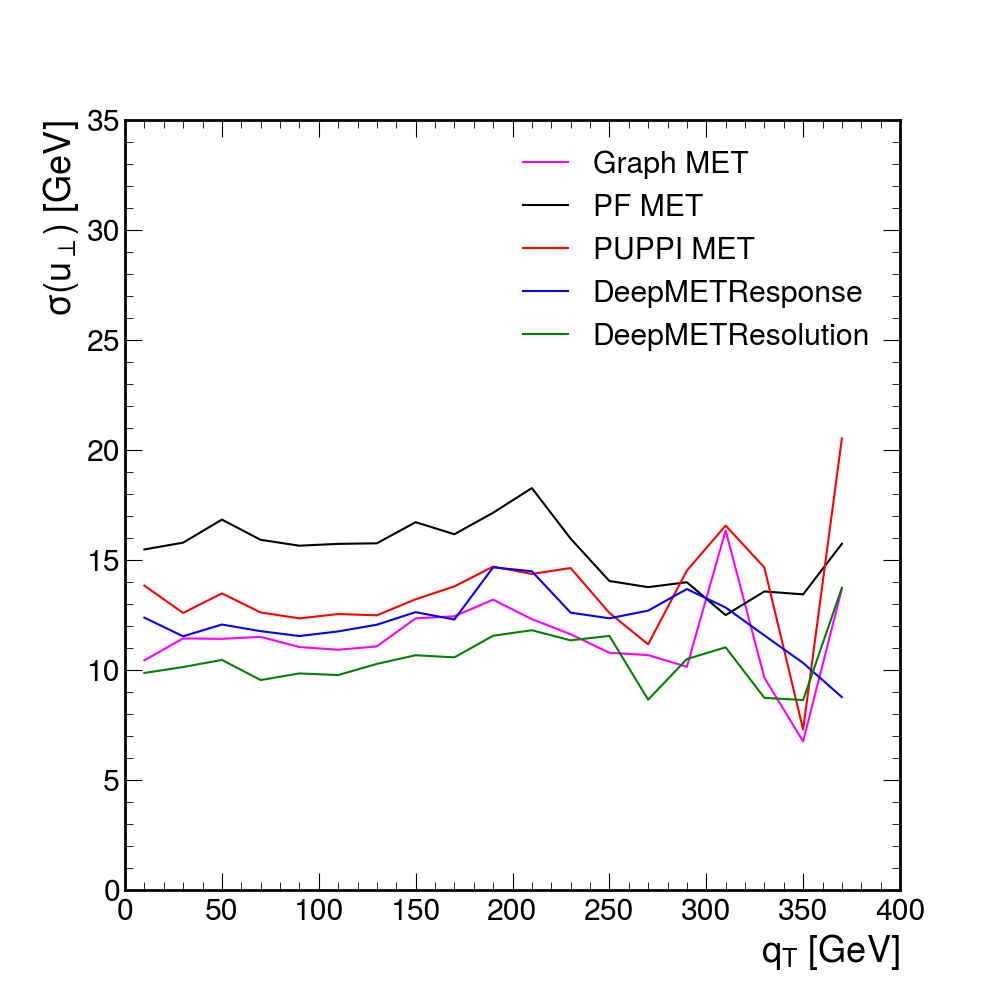 σ(u⊥) [GeV]
35
30
25
20
15
10
5
0
Graph MET
PF MET
PUPPI MET
DeepMETResponse
DeepMETResolution
0 50 100 150 200 250 300 350 400
qT [GeV]